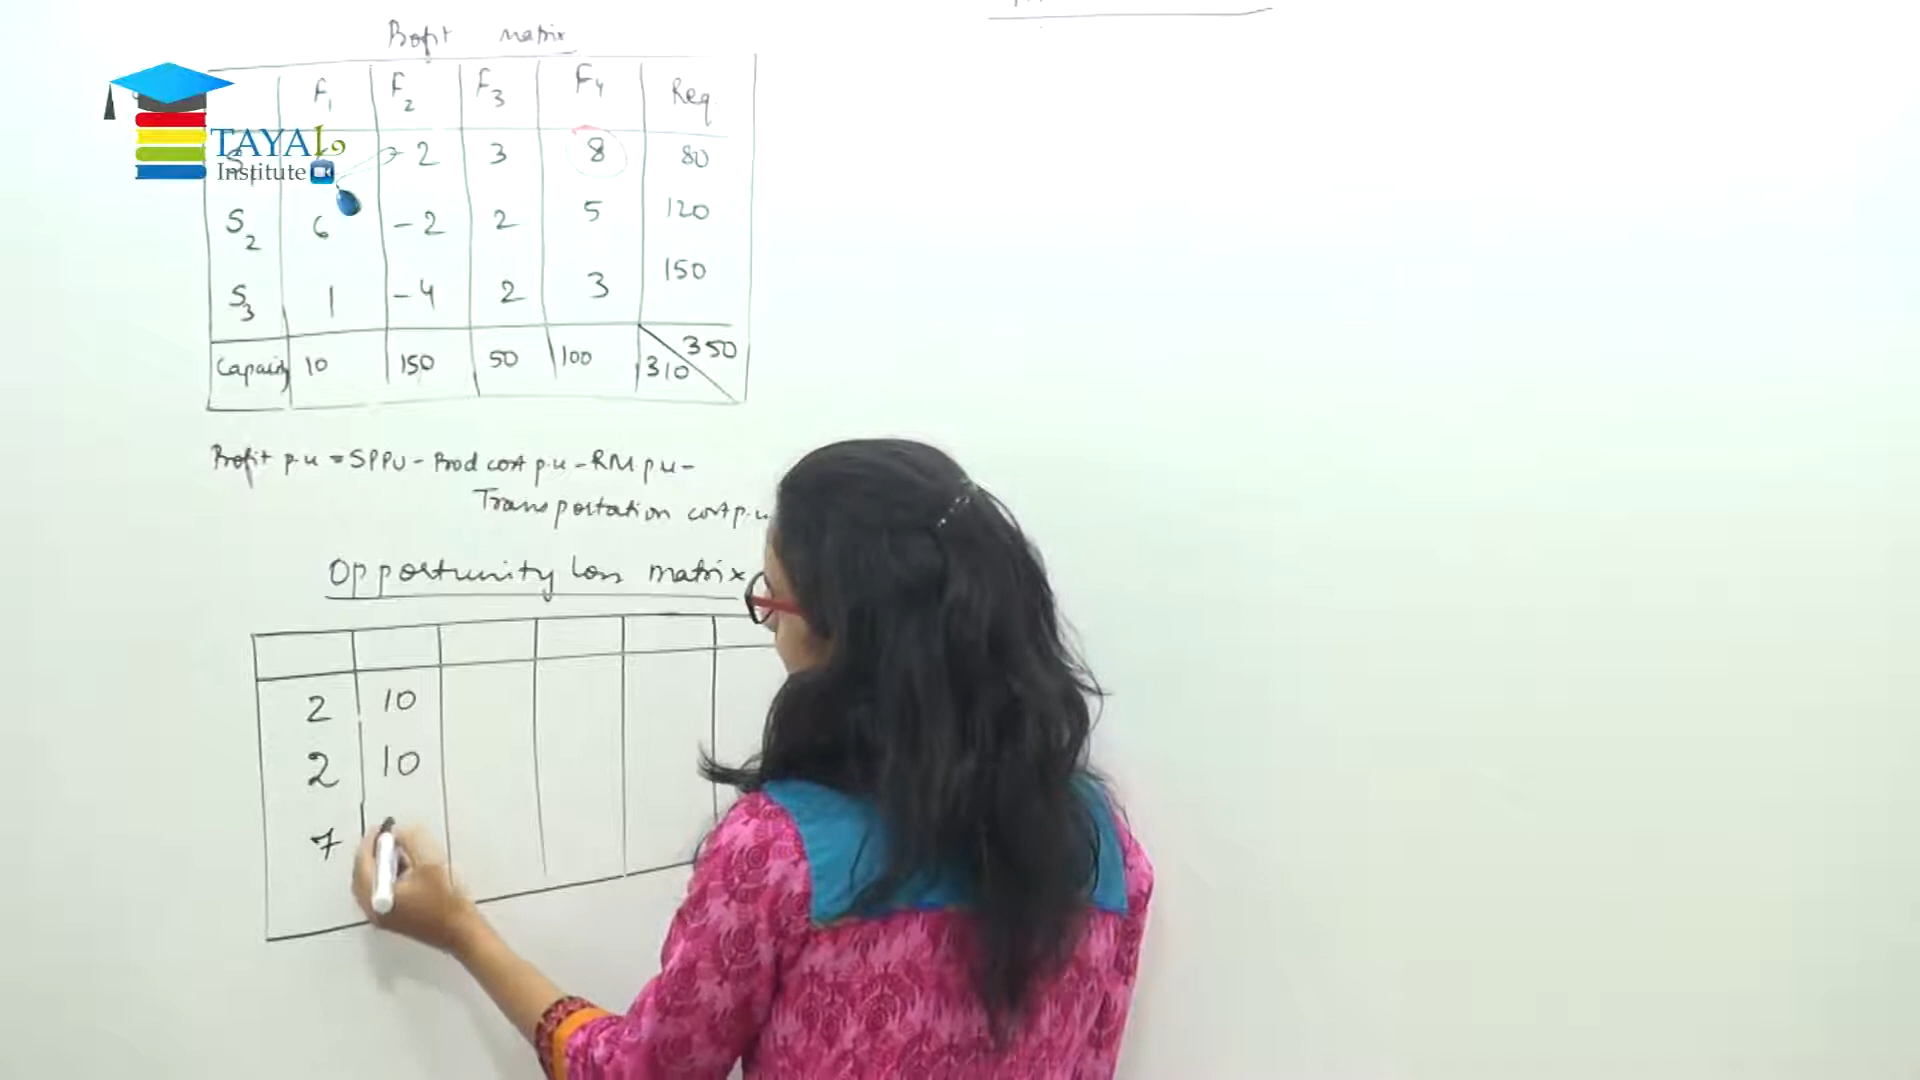 Profit matrix
F1 F2 F3 F4 Req.
TAYAL
Institute
2 3 8 80
S2 6 -2 2 5 120
S3 1 -4 2 3 150
Capacity 10 150 50 100 310 350
Profit p.u = SPPU - Prod cost p.u - RM p.u -
Transportation cost p.u
Opportunity loss matrix
2 10
2 10
7